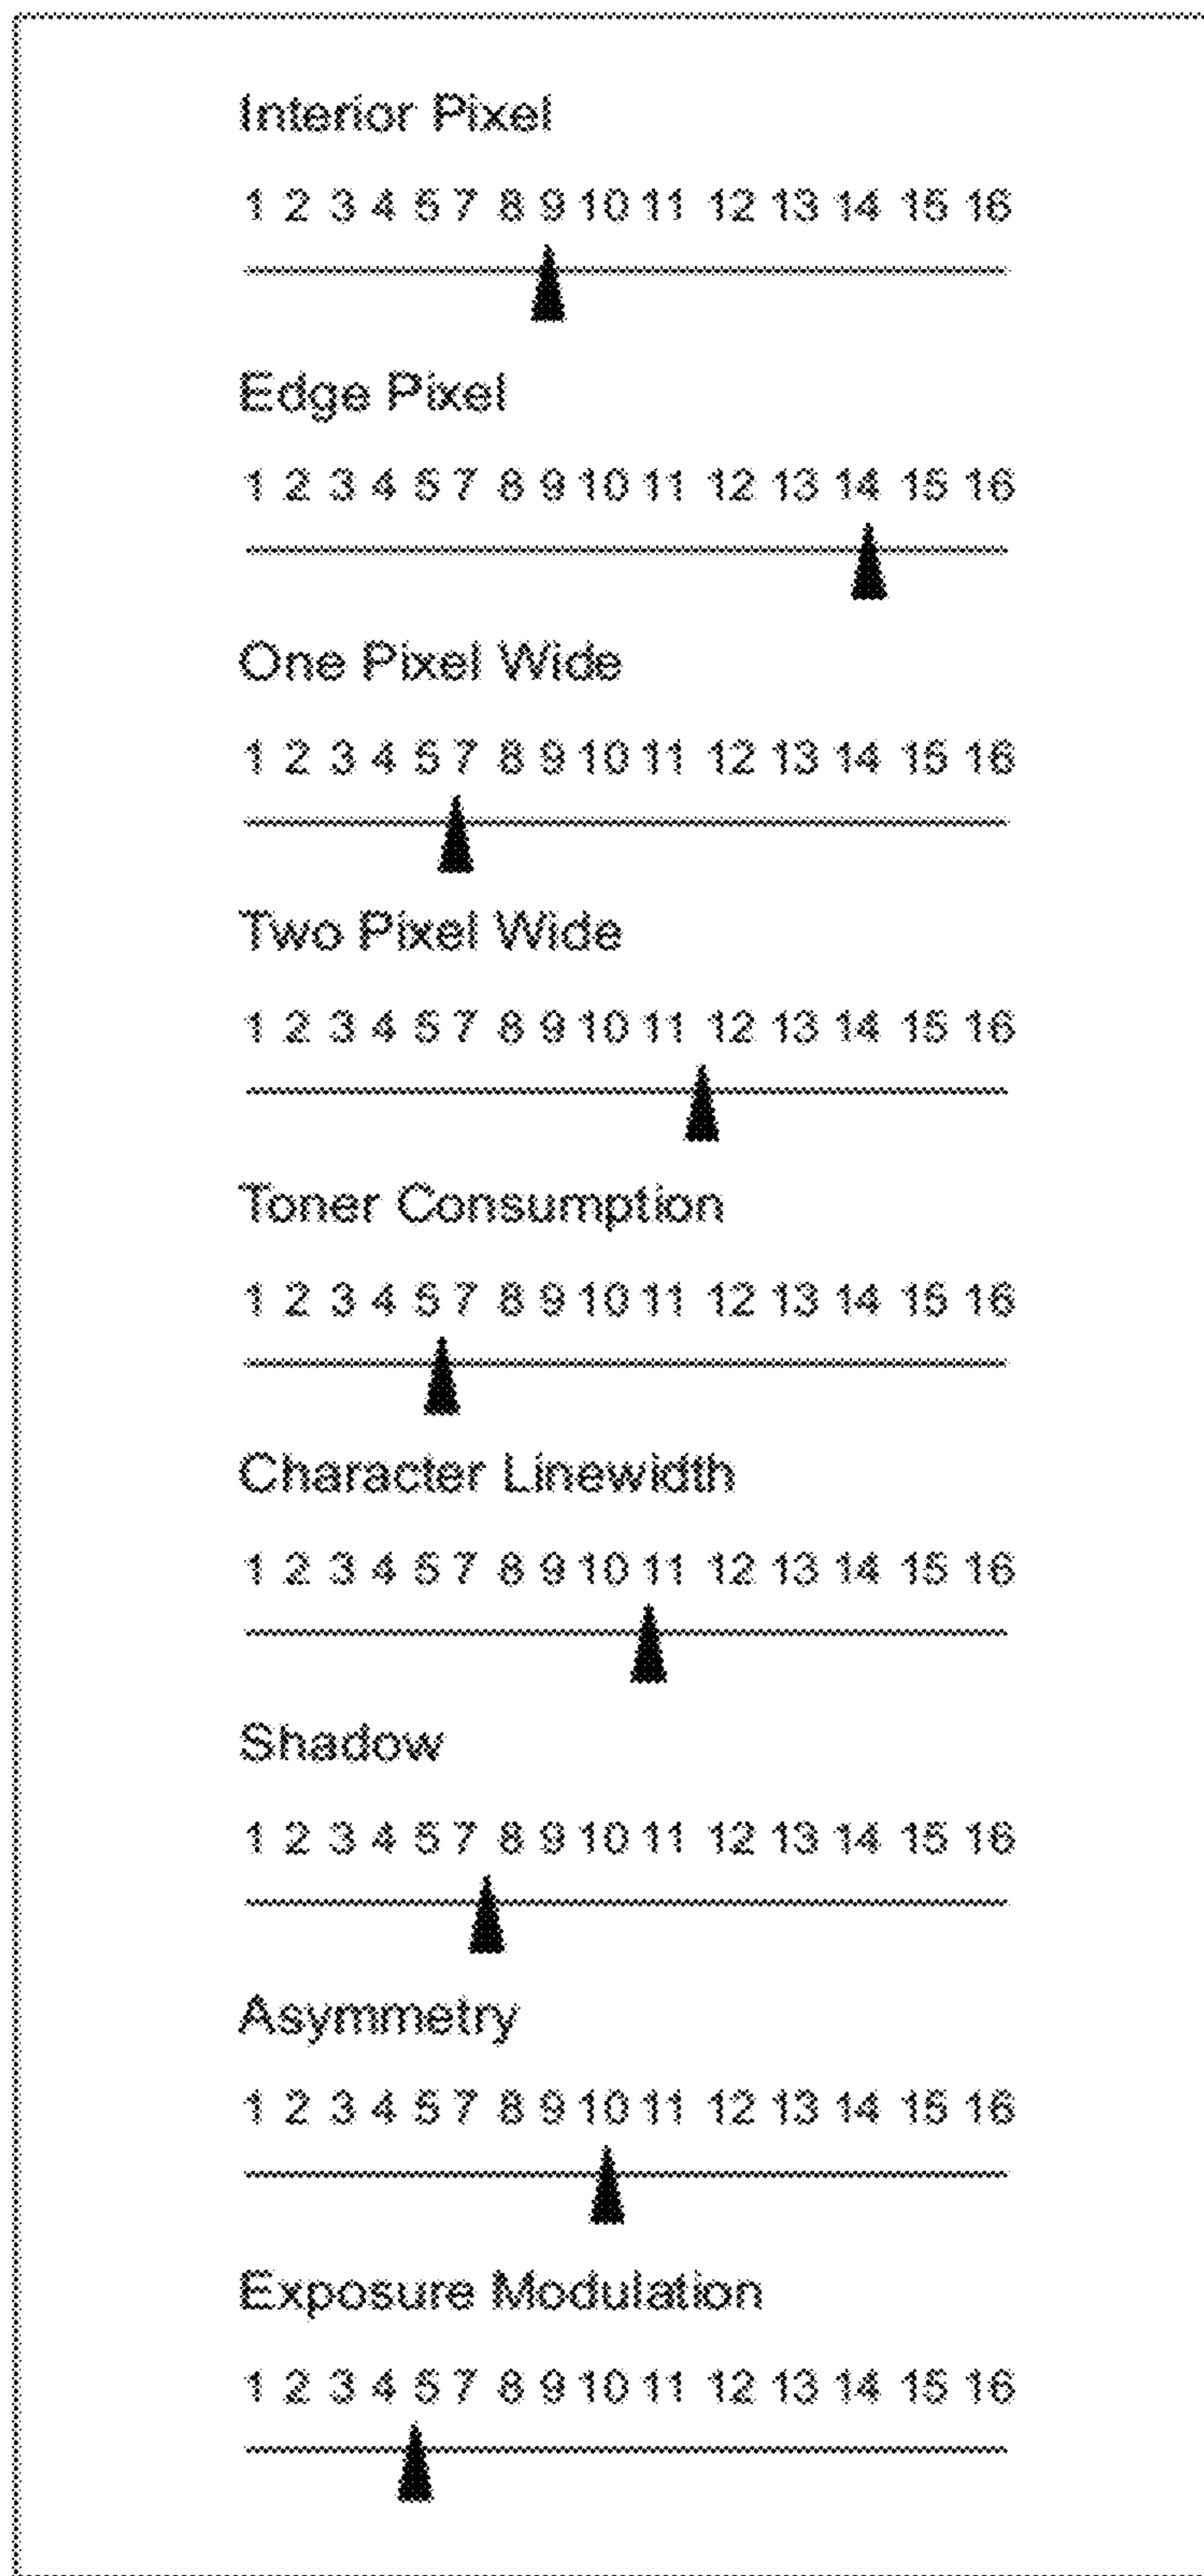 Interior Pixel
1 2 3 4 5 7 8 9 10 11 12 13 14 15 16
Edge Pixel
1 2 3 4 5 7 8 9 10 11 12 13 14 15 16
One Pixel Wide
1 2 3 4 5 7 8 9 10 11 12 13 14 15 16
Two Pixel Wide
1 2 3 4 5 7 8 9 10 11 12 13 14 15 16
Toner Consumption
1 2 3 4 5 7 8 9 10 11 12 13 14 15 16
Character Linewidth
1 2 3 4 5 7 8 9 10 11 12 13 14 15 16
Shadow
1 2 3 4 5 7 8 9 10 11 12 13 14 15 16
Asymmetry
1 2 3 4 5 7 8 9 10 11 12 13 14 15 16
Exposure Modulation
1 2 3 4 5 7 8 9 10 11 12 13 14 15 16